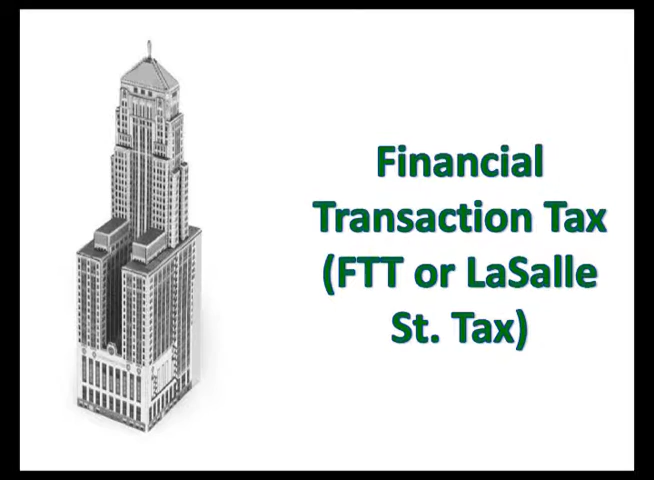 Financial
Transaction Tax
(FTT or LaSalle
St. Tax)